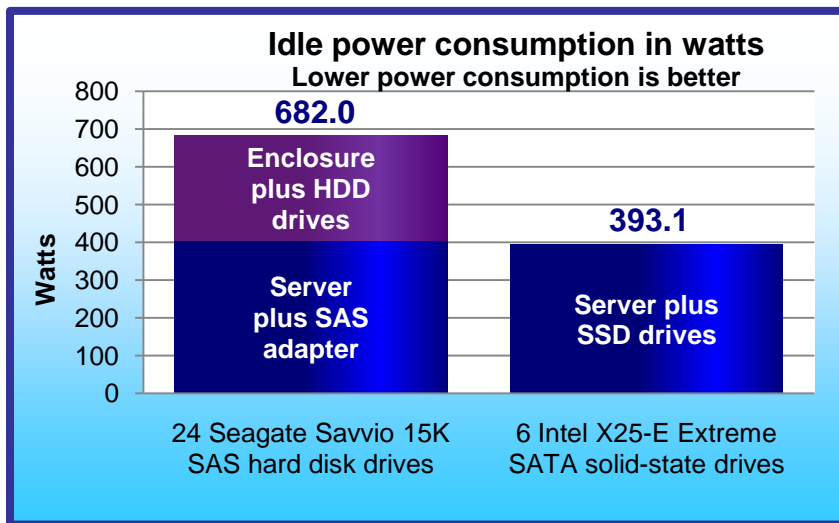 Idle power consumption in watts
Lower power consumption is better
800
700
600
500
400
300
200
100
0
Watts
682.0
Enclosure
plus HDD
drives
Server
plus SAS
adapter
393.1
Server plus
SSD drives
24 Seagate Savvio 15K
SAS hard disk drives
6 Intel X25-E Extreme
SATA solid-state drives